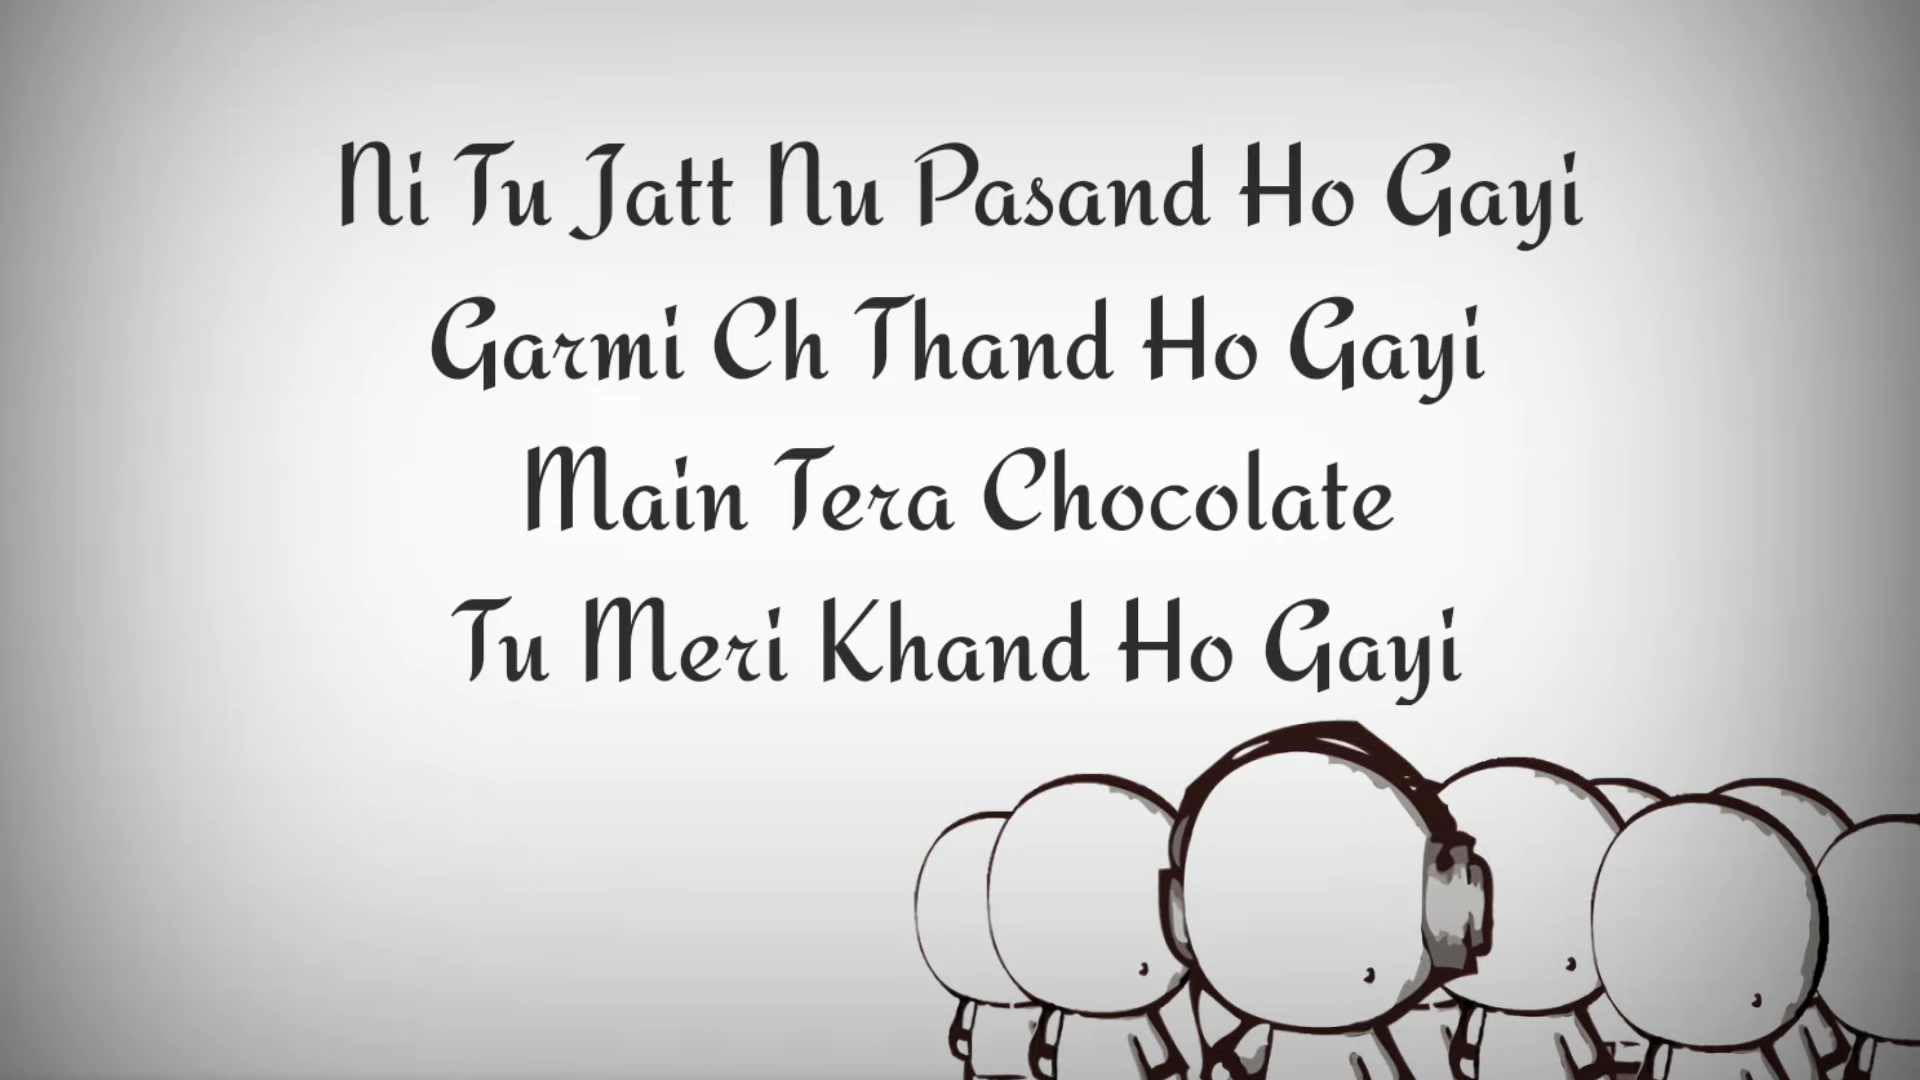 Ni Tu Jatt Nu Pasand Ho Gayi
Garmi Ch Thand Ho Gayi
Main Tera Chocolate
Tu Meri Khand Ho Gayi